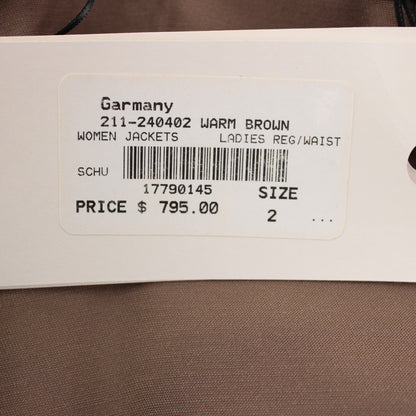 Garmany
211-240402 WARM BROWN
WOMEN JACKETS LADIES REG/WAIST
SCHU
17790145 SIZE
PRICE $ 795.00 2 ...